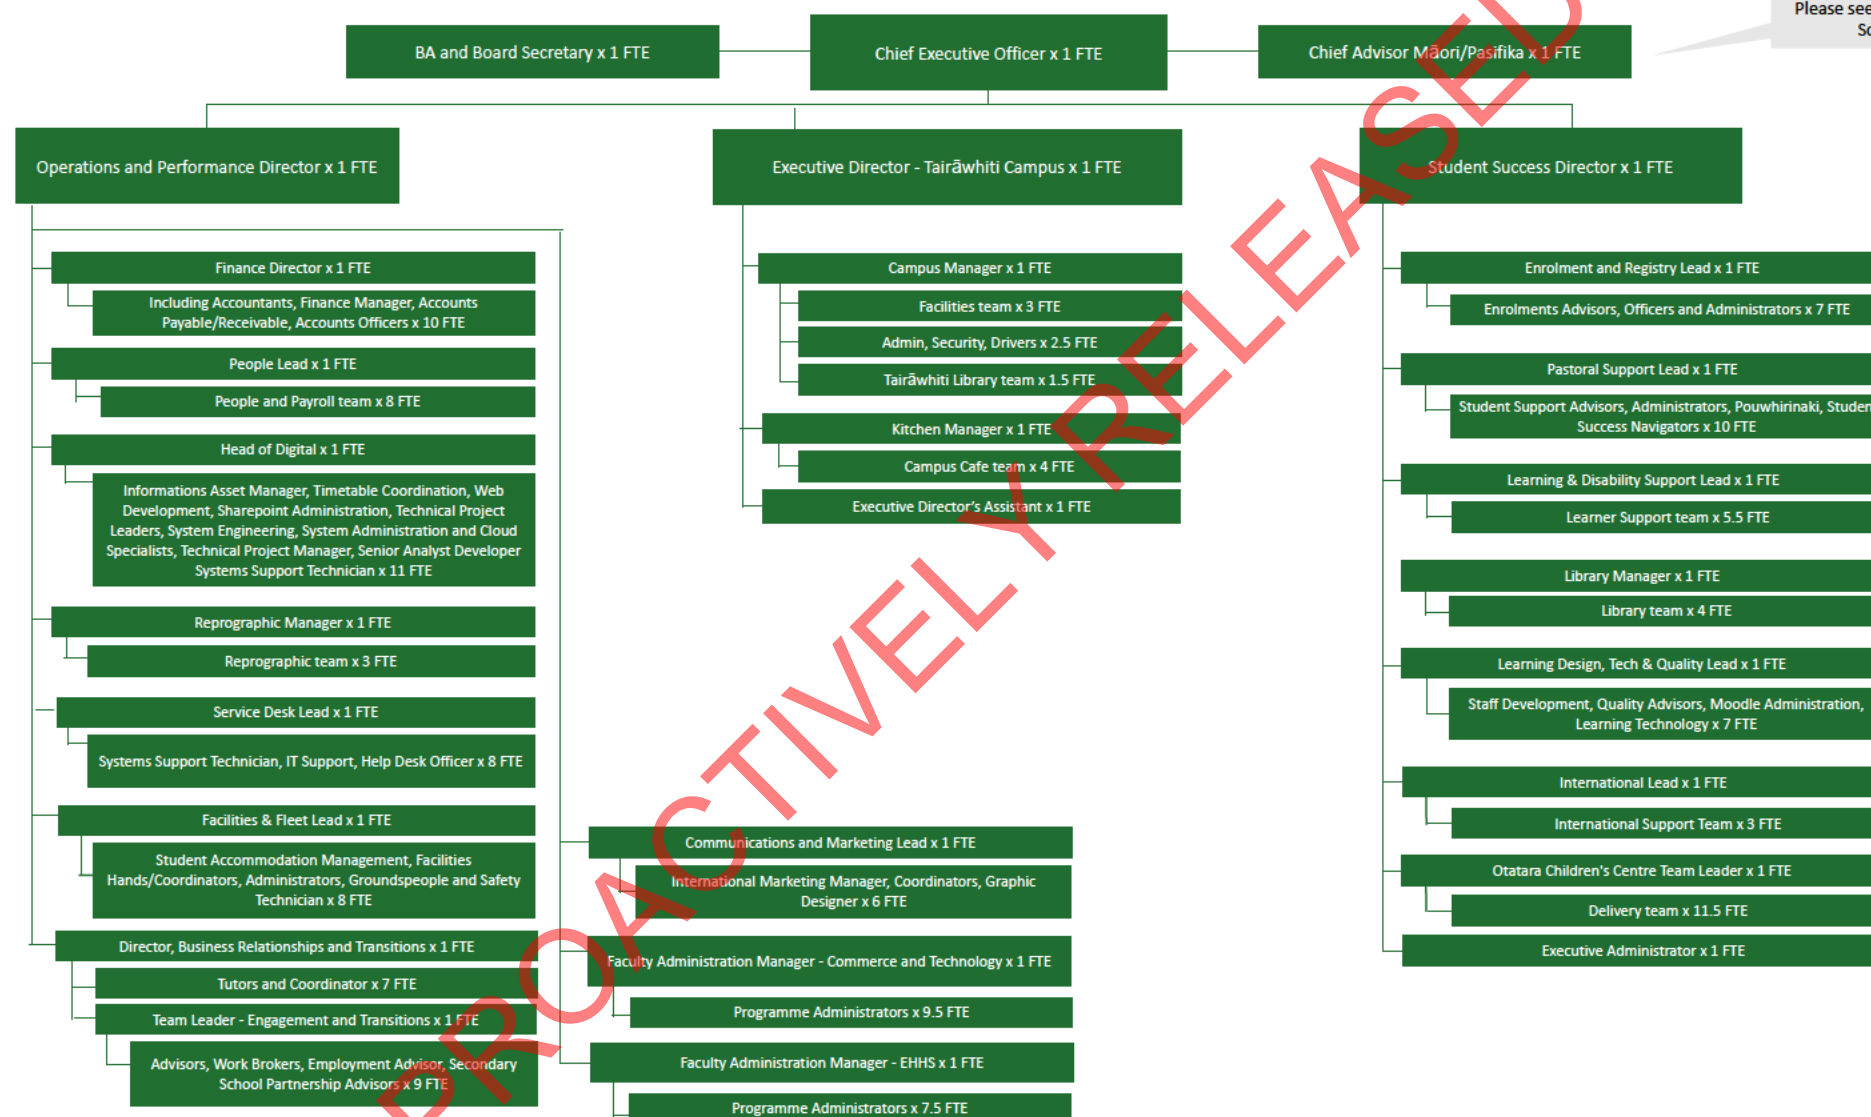 Please see
BA and Board Secretary x 1 FTE
Chief Executive Officer x 1 FTE
Chief Advisor Māori/Pasifika x 1 FTE
Operations and Performance Director x 1 FTE
Finance Director x 1 FTE
Including Accountants, Finance Manager, Accounts
Payable/Receivable, Accounts Officers x 10 FTE
People Lead x 1 FTE
People and Payroll team x 8 FTE
Head of Digital x 1 FTE
Informations Asset Manager, Timetable Coordination, Web
Development, Sharepoint Administration, Technical Project
Leaders, System Engineering, System Administration and Cloud
Specialists, Technical Project Manager, Senior Analyst Developer
Systems Support Technician x 11 FTE
Reprographic Manager x 1 FTE
Reprographic team x 3 FTE
Service Desk Lead x 1 FTE
Systems Support Technician, IT Support, Help Desk Officer x 8 FTE
Facilities & Fleet Lead x 1 FTE
Student Accommodation Management, Facilities
Hands/Coordinators, Administrators, Groundspeople and Safety
Technician x 8 FTE
Director, Business Relationships and Transitions x 1 FTE
Tutors and Coordinator x 7 FTE
Team Leader - Engagement and Transitions x 1 FTE
Advisors, Work Brokers, Employment Advisor, Secondary
School Partnership Advisors x 9 FTE
Communications and Marketing Lead x 1 FTE
International Marketing Manager, Coordinators, Graphic
Designer x 6 FTE
Faculty Administration Manager - Commerce and Technology x 1 FTE
Programme Administrators x 9.5 FTE
Faculty Administration Manager - EHHS x 1 FTE
Programme Administrators x 7.5 FTE
Executive Director - Tairāwhiti Campus x 1 FTE
Campus Manager x 1 FTE
Facilities team x 3 FTE
Admin, Security, Drivers x 2.5 FTE
Tairāwhiti Library team x 1.5 FTE
Kitchen Manager x 1 FTE
Campus Cafe team x 4 FTE
Executive Director's Assistant x 1 FTE
Student Success Director x 1 FTE
Enrolment and Registry Lead x 1 FTE
Enrolments Advisors, Officers and Administrators x 7 FTE
Pastoral Support Lead x 1 FTE
Student Support Advisors, Administrators, Pouwhirinaki, Studen
Success Navigators x 10 FTE
Learning & Disability Support Lead x 1 FTE
Learner Support team x 5.5 FTE
Library Manager x 1 FTE
Library team x 4 FTE
Learning Design, Tech & Quality Lead x 1 FTE
Staff Development, Quality Advisors, Moodle Administration,
Learning Technology x 7 FTE
International Lead x 1 FTE
International Support Team x 3 FTE
Otatara Children's Centre Team Leader x 1 FTE
Delivery team x 11.5 FTE
Executive Administrator x 1 FTE
PROACTIVELY RELEASED